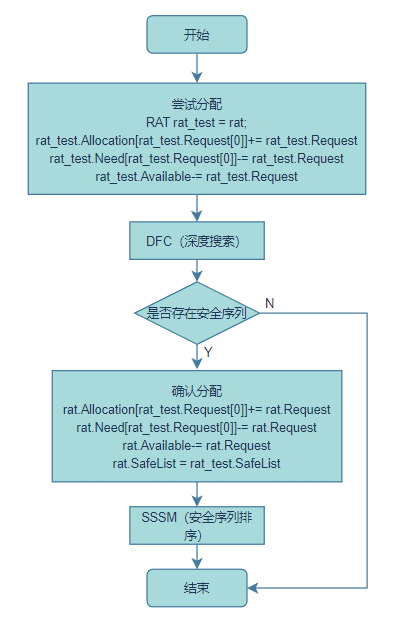 开始
尝试分配
RAT rat_test = rat;
rat_test.Allocation[rat_test.Request[0]]+= rat_test.Request
rat_test.Need[rat_test.Request[0]]-= rat_test.Request
rat_test.Available-= rat_test.Request
DFC（深度搜索）
是否存在安全序列
N
Y
确认分配
rat.Allocation[rat_test.Request[0]]+= rat.Request
rat.Need[rat_test.Request[0]]-= rat.Request
rat.Available-= rat.Request
rat.SafeList = rat_test.SafeList
SSSM（安全序列排
序）
结束